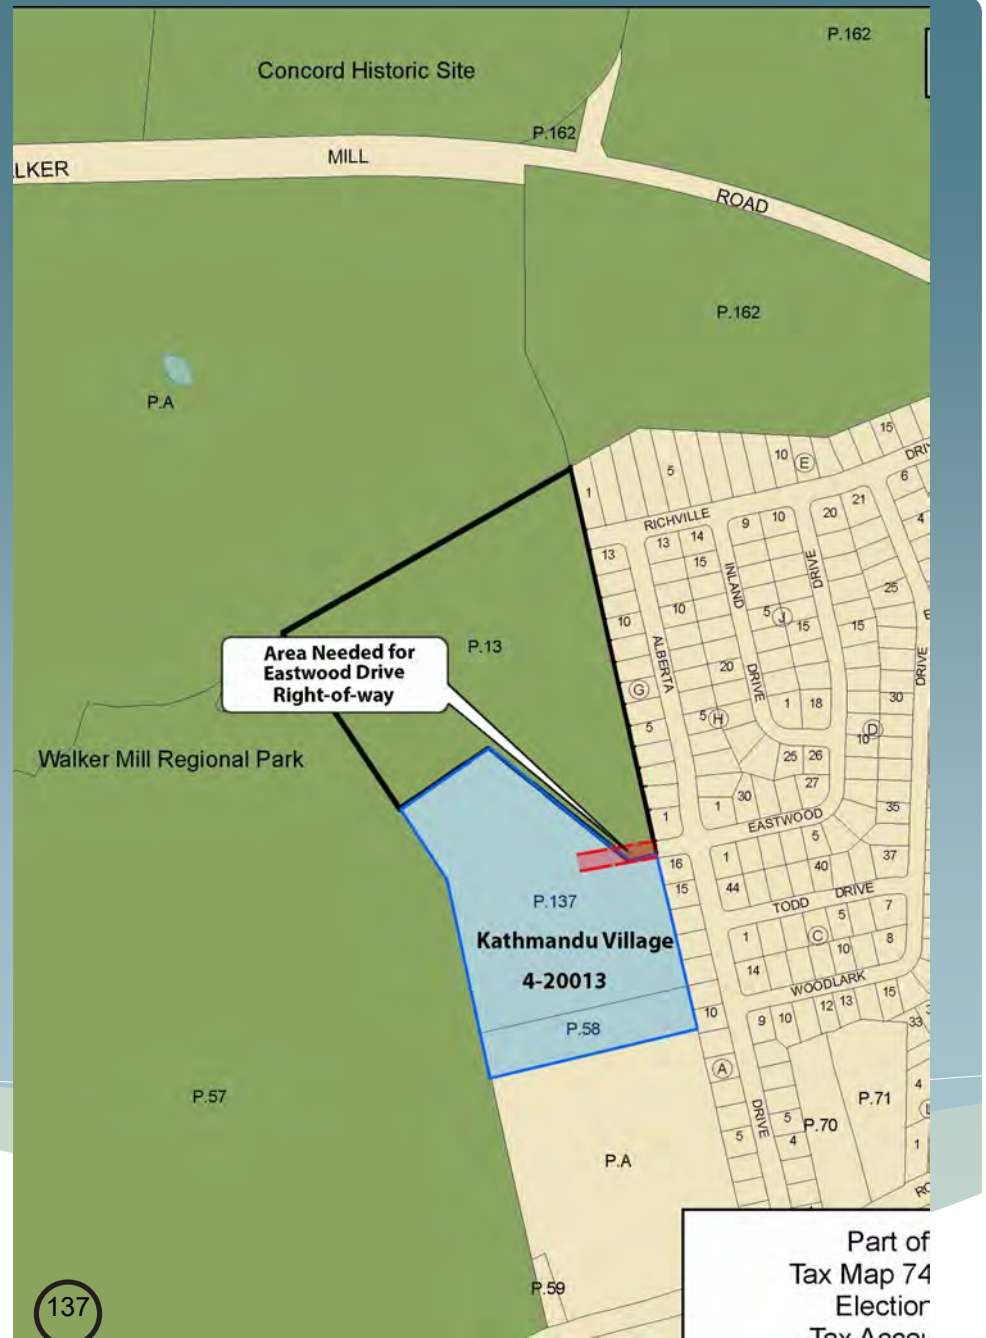 P.162
Concord Historic Site
P.162
MILL
LKER
ROAD
P.162
P.A
15
10
E
DRIV
5
6
1
21
20
RICHVILLE
10
9
4
14
13
13
15
INLAND
DRIVE
25
10
10
5
J
15
15
ALBERTA
P.13
Area Needed for
Eastwood Drive
Right-of-way
20
DRIVE
DRIVE
G
30
1
18
5
H
5
D
10
Walker Mill Regional Park
25
26
27
30
1
1
35
EASTWOOD
5
37
1
16
40
44
15
DRIVE
TODD
P.137
7
5
Kathmandu Village
1
C
8
10
4-20013
14
WOODLARK
15
13
12
10
9
10
33
P.58
A
P.57
4
P.71
DRIVE
5
P.70
5
4
1
P.A
Part of
Tax Map 74
Election
P.59
137